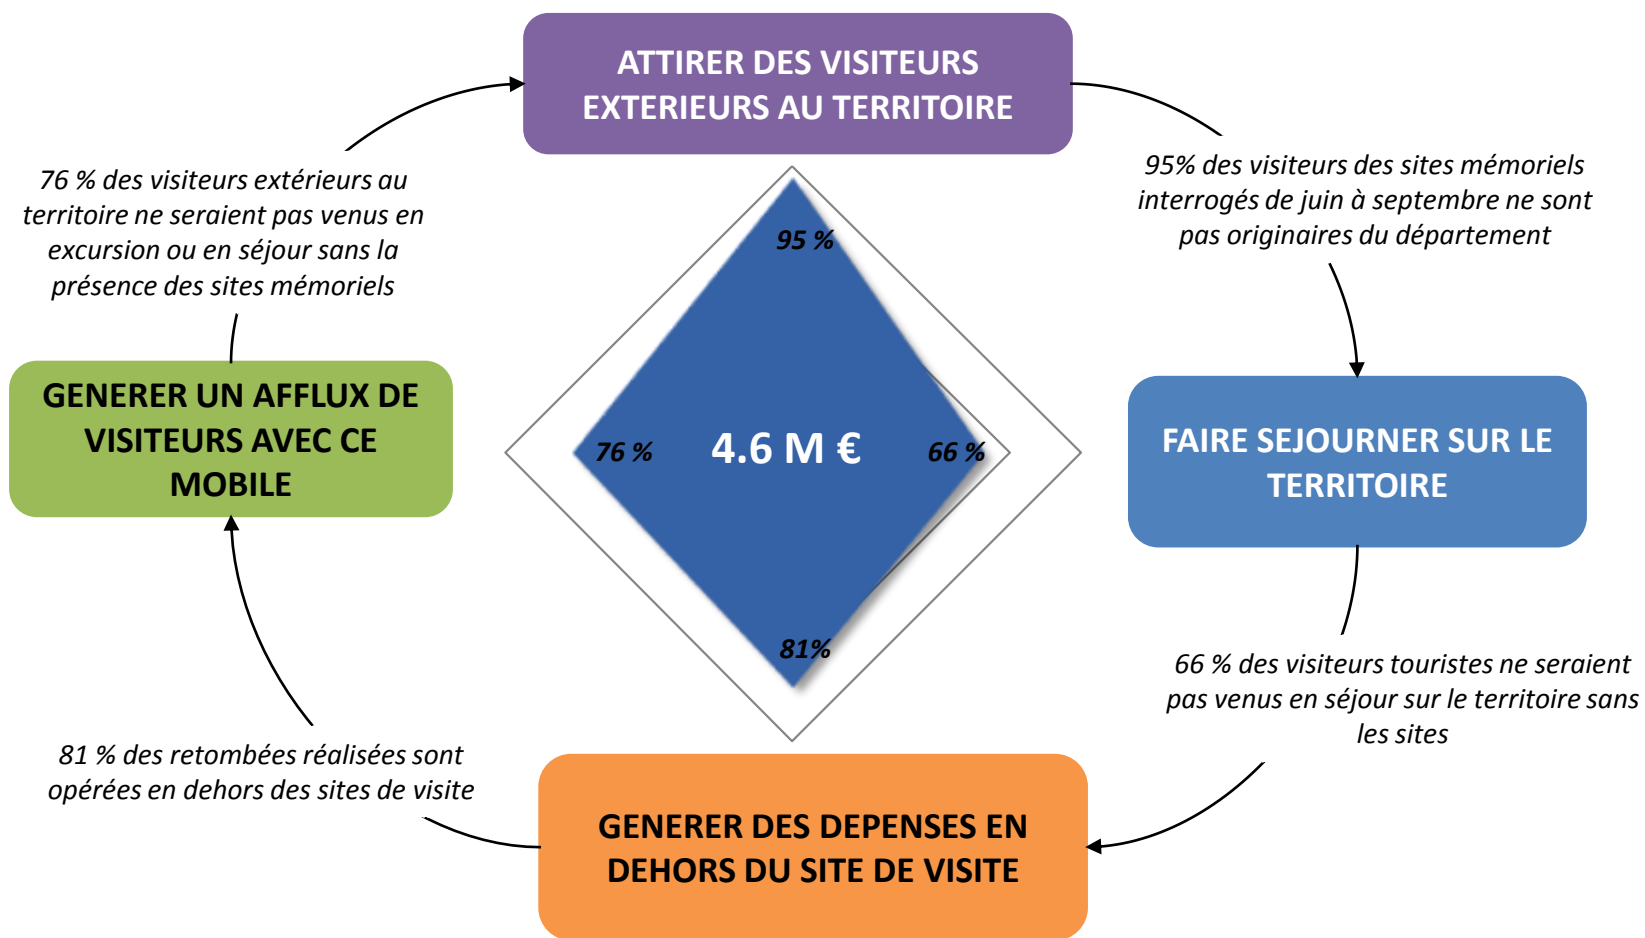 ATTIRER DES VISITEURS
EXTERIEURS AU TERRITOIRE
95% des visiteurs des sites mémoriels
interrogés de juin à septembre ne sont
pas originaires du département
76 % des visiteurs extérieurs au
territoire ne seraient pas venus en
excursion ou en séjour sans la
présence des sites mémoriels
95 %
GENERER UN AFFLUX DE
VISITEURS AVEC CE
MOBILE
76 %
4.6 M €
66 %
FAIRE SEJOURNER SUR LE
TERRITOIRE
81%
66 % des visiteurs touristes ne seraient
pas venus en séjour sur le territoire sans
les sites
81 % des retombées réalisées sont
opérées en dehors des sites de visite
GENERER DES DEPENSES EN
DEHORS DU SITE DE VISITE